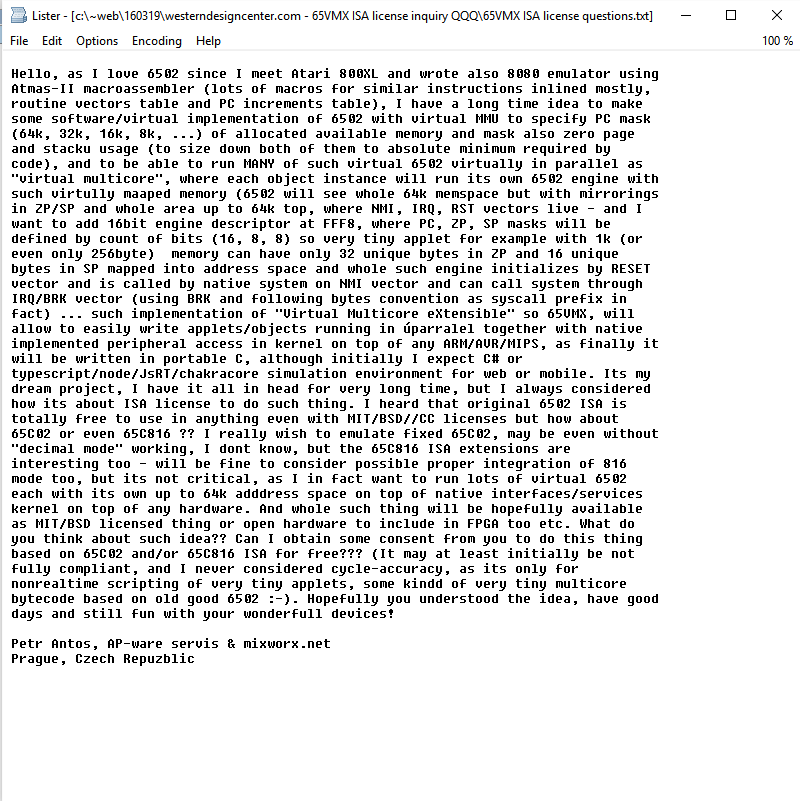 Lister - [c:\~web\160319\westerndesigncenter.com - 65VMX ISA license inquiry QQQ\65VMX ISA license questions.txt]
File Edit Options Encoding Help 100 %
Hello, as I love 6502 since I meet Atari 800XL and wrote also 8080 emulator using
Atmas-II macroassembler (lots of macros for similar instructions inlined mostly,
routine vectors table and PC increments table), I have a long time idea to make
some software/virtual implementation of 6502 with virtual MMU to specify PC mask
(64k, 32k, 16k, 8k, ...) of allocated available memory and mask also zero page
and stacku usage (to size down both of them to absolute minimum required by
code), and to be able to run MANY of such virtual 6502 virtually in parallel as
"virtual multicore", where each object instance will run its own 6502 engine with
such virtully maaped memory (6502 will see whole 64k memspace but with mirrorings
in ZP/SP and whole area up to 64k top, where NMI, IRQ, RST vectors live - and I
want to add 16bit engine descriptor at FFF8, where PC, ZP, SP masks will be
defined by count of bits (16, 8, 8) so very tiny applet for example with 1k (or
even only 256byte)  memory can have only 32 unique bytes in ZP and 16 unique
bytes in SP mapped into address space and whole such engine initializes by RESET
vector and is called by native system on NMI vector and can call system through
IRQ/BRK vector (using BRK and following bytes convention as syscall prefix in
fact) ... such implementation of "Virtual Multicore eXtensible" so 65VMX, will
allow to easily write applets/objects running in úparralel together with native
implemented peripheral access in kernel on top of any ARM/AVR/MIPS, as finally it
will be written in portable C, although initially I expect C# or
typescript/node/JsRT/chakracore simulation environment for web or mobile. Its my
dream project, I have it all in head for very long time, but I always considered
how its about ISA license to do such thing. I heard that original 6502 ISA is
totally free to use in anything even with MIT/BSD//CC licenses but how about
65C02 or even 65C816 ?? I really wish to emulate fixed 65C02, may be even without
"decimal mode" working, I dont know, but the 65C816 ISA extensions are
interesting too - will be fine to consider possible proper integration of 816
mode too, but its not critical, as I in fact want to run lots of virtual 6502
each with its own up to 64k adddress space on top of native interfaces/services
kernel on top of any hardware. And whole such thing will be hopefully available
as MIT/BSD licensed thing or open hardware to include in FPGA too etc. What do
you think about such idea?? Can I obtain some consent from you to do this thing
based on 65C02 and/or 65C816 ISA for free??? (It may at least initially be not
fully compliant, and I never considered cycle-accuracy, as its only for
nonrealtime scripting of very tiny applets, some kindd of very tiny multicore
bytecode based on old good 6502 :-). Hopefully you understood the idea, have good
days and still fun with your wonderfull devices!
Petr Antos, AP-ware servis & mixworx.net
Prague, Czech Repuzblic